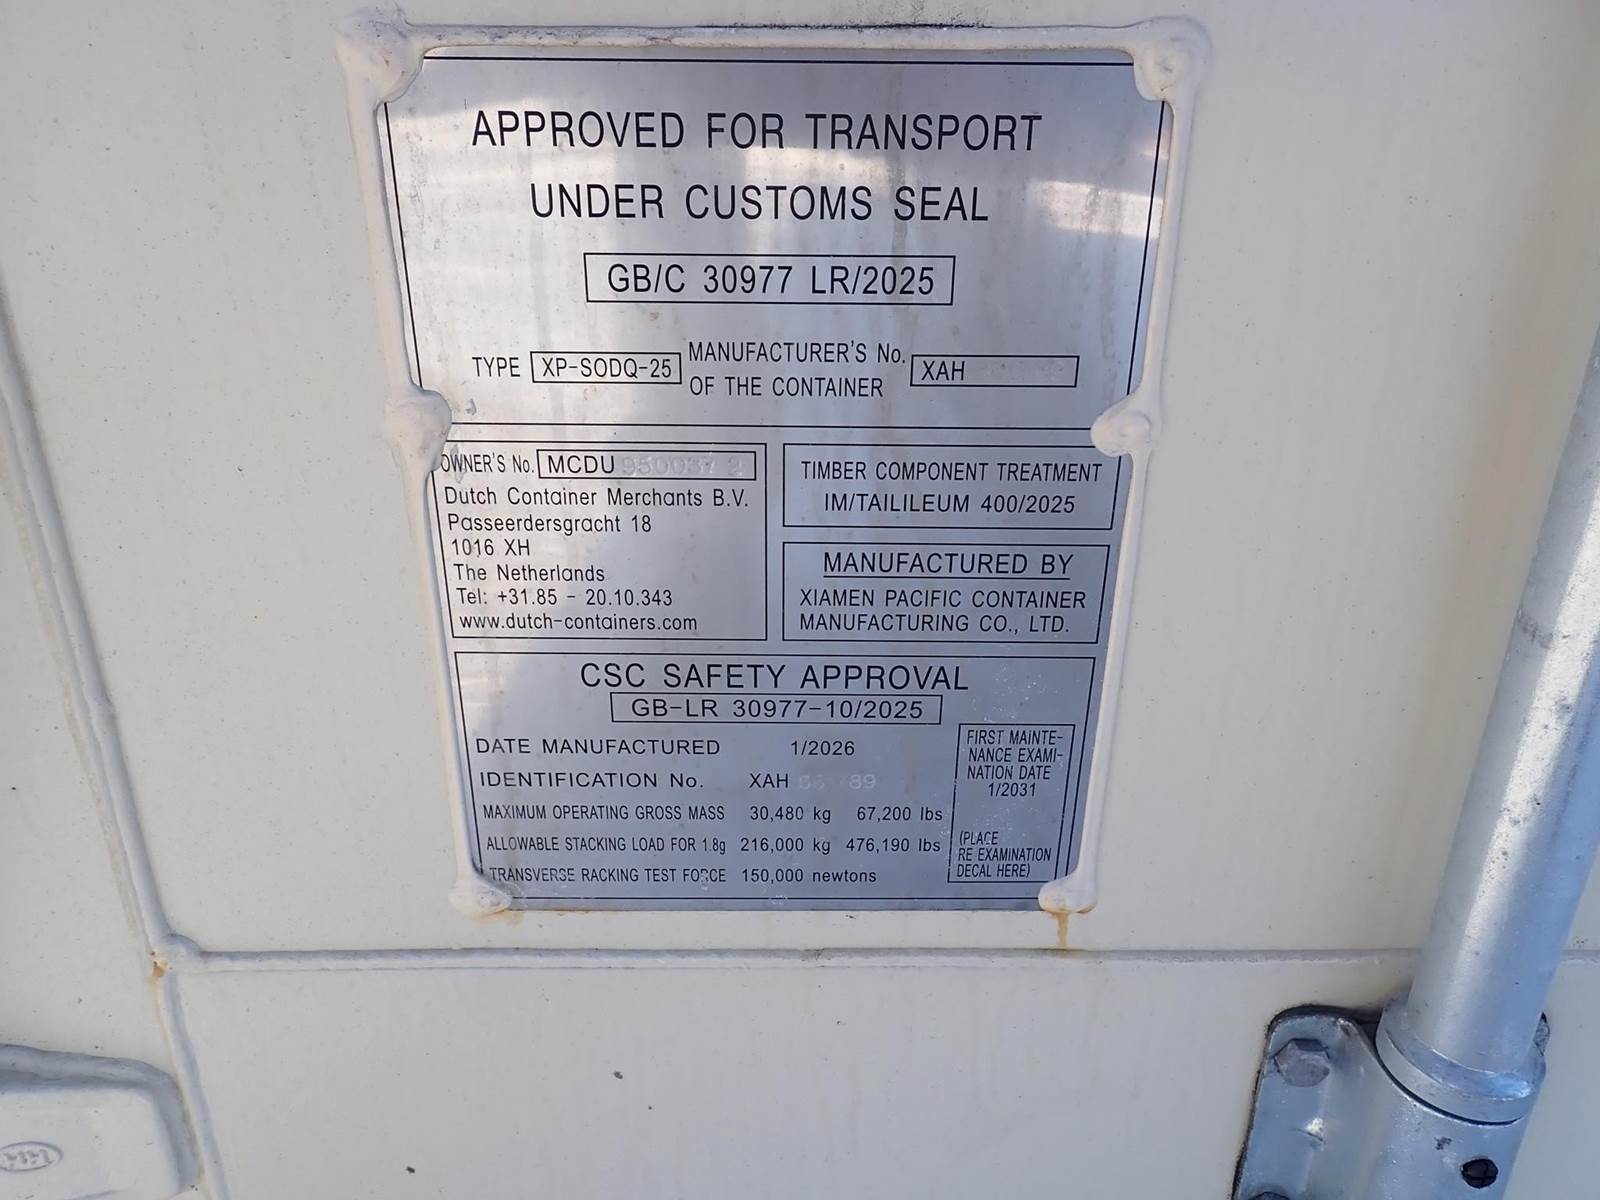 APPROVED FOR TRANSPORT
UNDER CUSTOMS SEAL
GB/C 30977 LR/2025
TYPE XP-SODQ-25 MANUFACTURER'S No. OF THE CONTAINER XAH
OWNER'S No. MCDU
Dutch Container Merchants B.V.
Passeerdersgracht 18
1016 XH
The Netherlands
Tel: +31.85 - 20.10.343
www.dutch-containers.com
TIMBER COMPONENT TREATMENT
IM/TAILILEUM 400/2025
MANUFACTURED BY
XIAMEN PACIFIC CONTAINER
MANUFACTURING CO., LTD.
CSC SAFETY APPROVAL
GB-LR 30977-10/2025
DATE MANUFACTURED 1/2026
IDENTIFICATION No. XAH
MAXIMUM OPERATING GROSS MASS 30,480 kg 67,200 lbs
ALLOWABLE STACKING LOAD FOR 1.8g 216,000 kg 476,190 lbs
TRANSVERSE RACKING TEST FORCE 150,000 newtons
FIRST MAINTE-
NANCE EXAMI-
NATION DATE
1/2031
(PLACE
RE EXAMINATION
DECAL HERE)